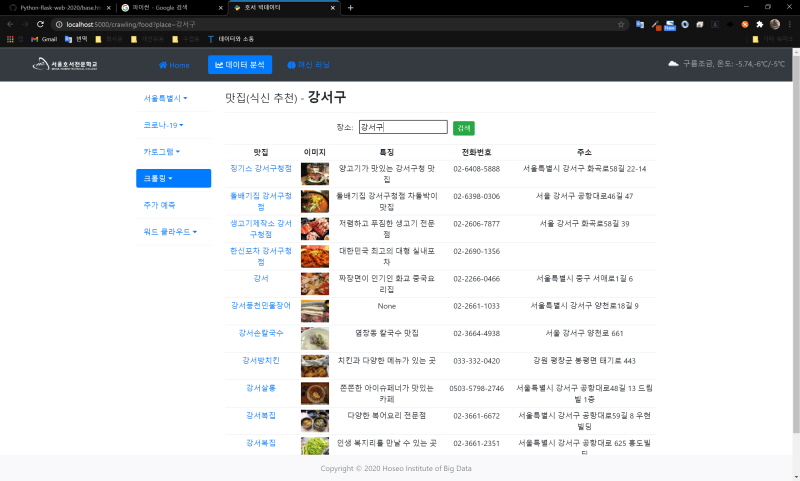 Python-flask-web-2020/base.ht
파이썬 - Google 검색
호서 빅데이터
localhost:5000/crawling/food?place=강서구
앱
Gmail
번역
데이터와 소통
서울호서전문학교
Home
데이터 분석
머신 러닝
구름조금, 온도: -5.74,-6℃/-5℃
서울특별시
코로나-19
카토그램
크롤링
주가 예측
워드 클라우드
맛집(식신 추천) - 강서구
장소: 강서구 검색
맛집 이미지 특징 전화번호 주소
징기스 강서구청점 양고기가 맛있는 강서구청 맛집 02-6408-5888 서울특별시 강서구 화곡로58길 22-14
돌배기집 강서구청점 돌배기집 강서구청점 차돌박이 맛집 02-6398-0306 서울 강서구 공항대로46길 47
생고기제작소 강서구청점 저렴하고 푸짐한 생고기 전문점 02-2606-7877 서울 강서구 화곡로58길 39
한신포차 강서구청점 대한민국 최고의 대형 실내포차 02-2690-1356
강서 짜장면이 인기인 화교 중국요리집 02-2266-0466 서울특별시 중구 서애로1길 6
강서풍천민물장어 None 02-2661-1033 서울특별시 강서구 양천로18길 9
강서손칼국수 염창동 칼국수 맛집 02-3664-4938 서울 강서구 양천로 661
강서방치킨 치킨과 다양한 메뉴가 있는 곳 033-332-0420 강원 평창군 봉평면 태기로 443
강서살롱 쫀쫀한 아이슈페너가 맛있는 카페 0503-5798-2746 서울특별시 강서구 공항대로48길 13 드림빌 1층
강서복집 다양한 복어요리 전문점 02-3661-6672 서울특별시 강서구 공항대로59길 8 우현빌딩
강서복집 인생 복지리를 만날 수 있는 곳 02-3661-2351 서울특별시 강서구 공항대로 625 홍도빌딩
Copyright © 2020 Hoseo Institute of Big Data